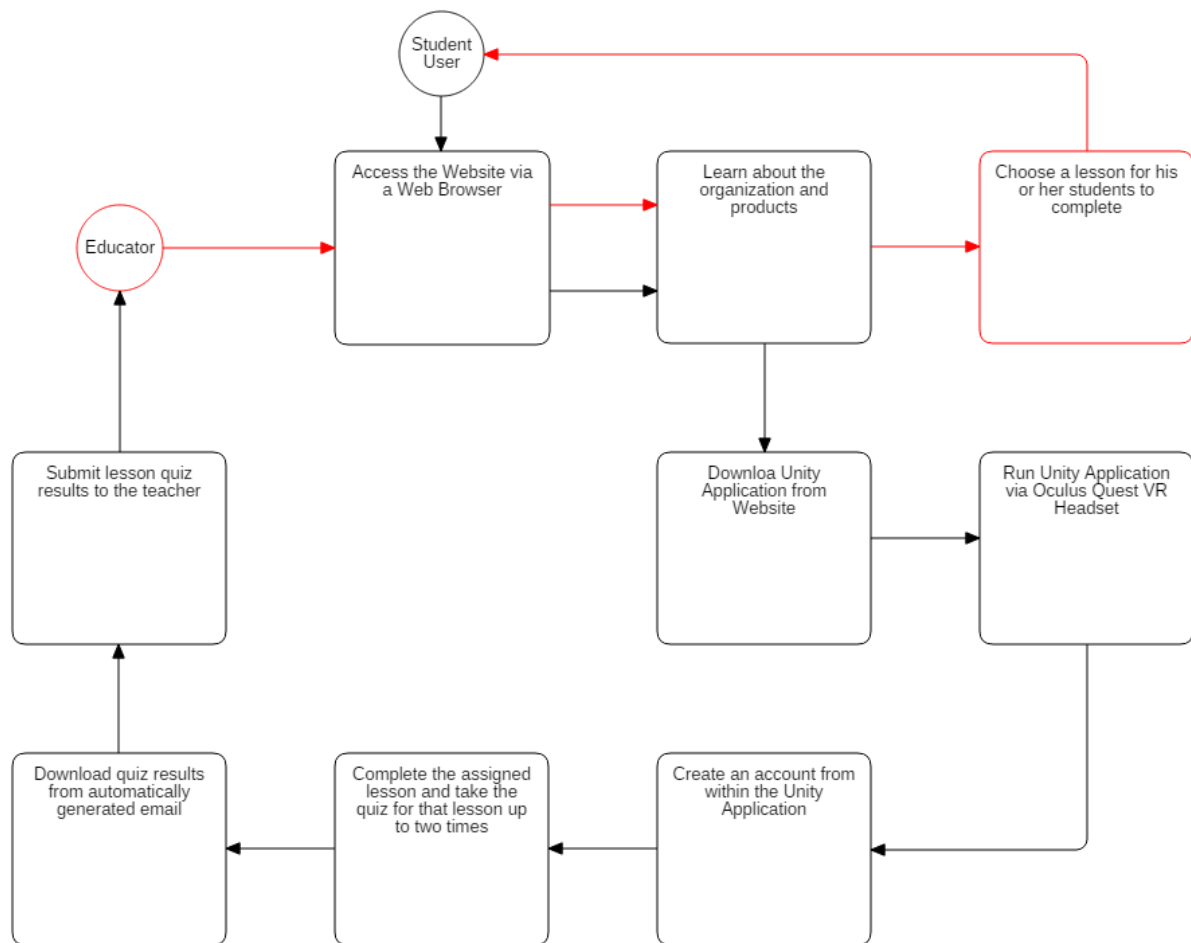 Student
User
Access the Website via
a Web Browser
Learn about the
organization and
products
Choose a lesson for his
or her students to
complete
Educator
Submit lesson quiz
results to the teacher
Downloa Unity
Application from
Website
Run Unity Application
via Oculus Quest VR
Headset
Download quiz results
from automatically
generated email
Complete the assigned
lesson and take the
quiz for that lesson up
to two times
Create an account from
within the Unity
Application